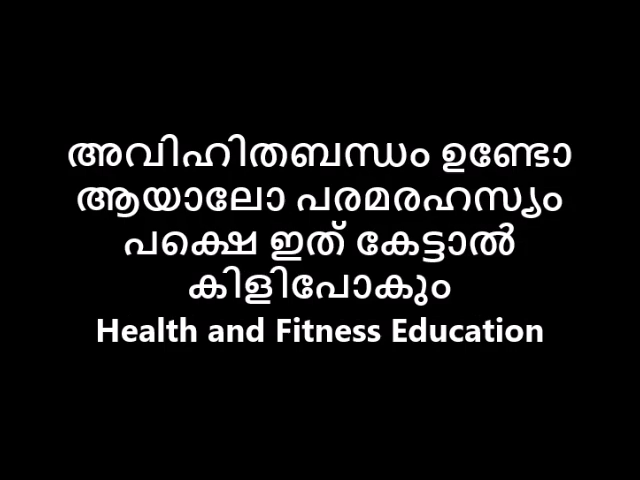 അവിഹിതബന്ധം ഉണ്ടോ
ആയാലോ പരമരഹസ്യം
പക്ഷെ ഇത് കേട്ടാൽ
കിളിപോകും
Health and Fitness Education